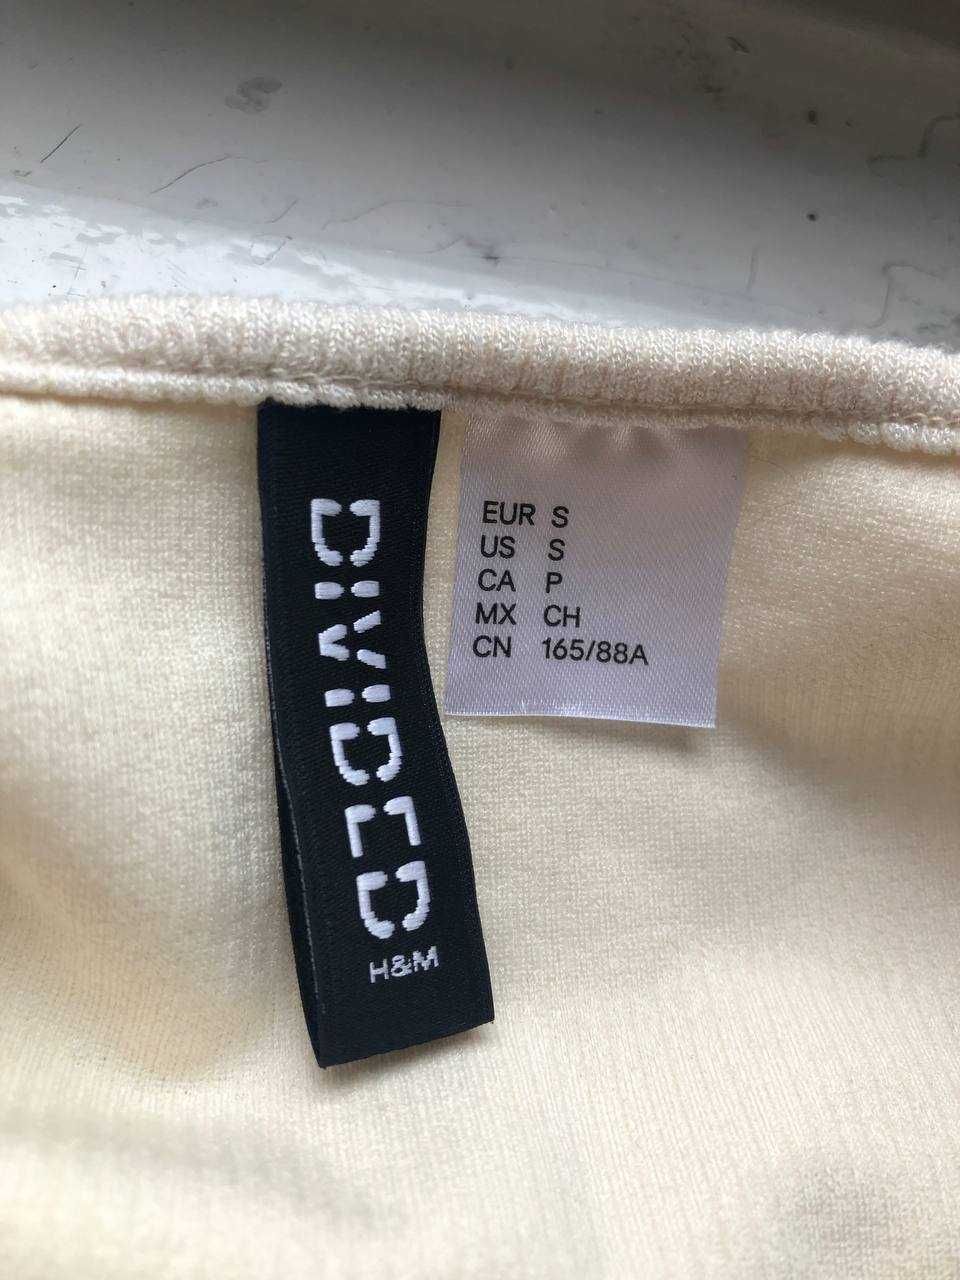 DIVIDED
H&M
EUR S
US S
CA P
MX CH
CN 165/88A